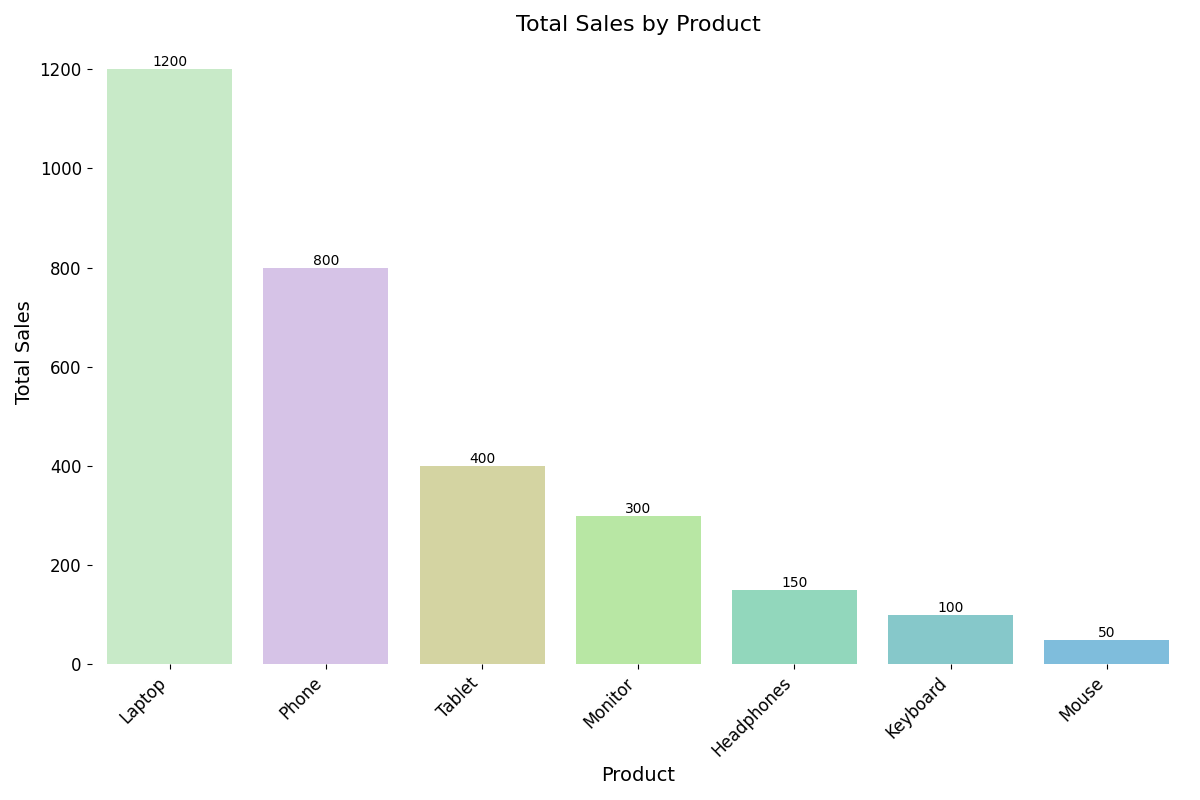 Total Sales by Product
Total Sales
1200
1000
800
600
400
200
0
1200
800
400
300
150
100
50
Laptop
Phone
Tablet
Monitor
Headphones
Keyboard
Mouse
Product